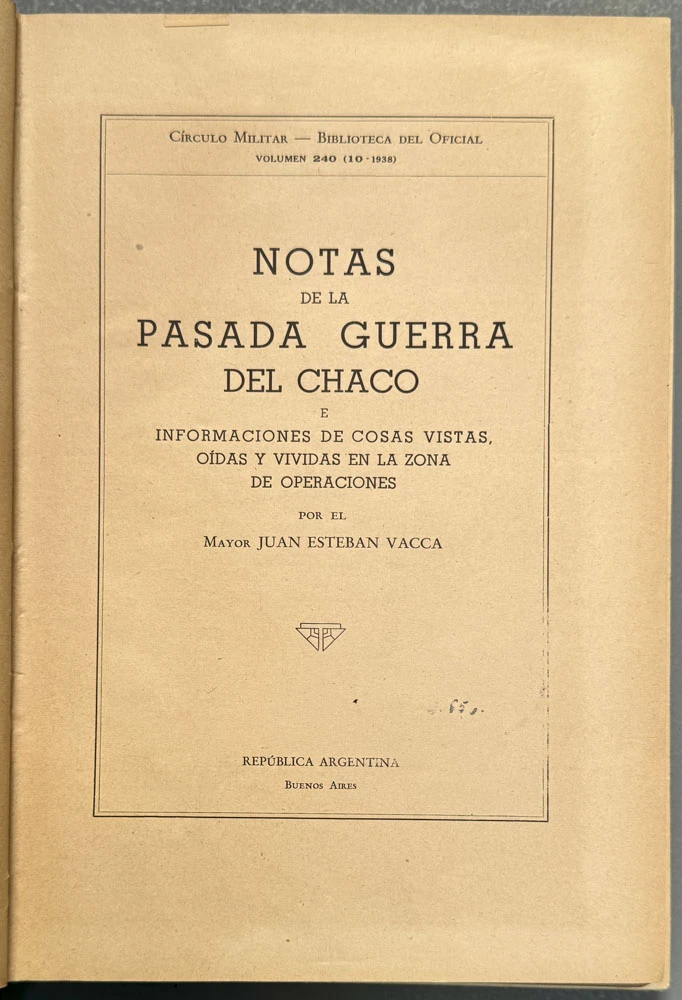 Círculo Militar — Biblioteca del Oficial
VOLUMEN 240 (10 - 1938)
NOTAS
DE LA
PASADA GUERRA
DEL CHACO
E
INFORMACIONES DE COSAS VISTAS,
OÍDAS Y VIVIDAS EN LA ZONA
DE OPERACIONES
POR EL
Mayor JUAN ESTEBAN VACCA
REPÚBLICA ARGENTINA
Buenos Aires